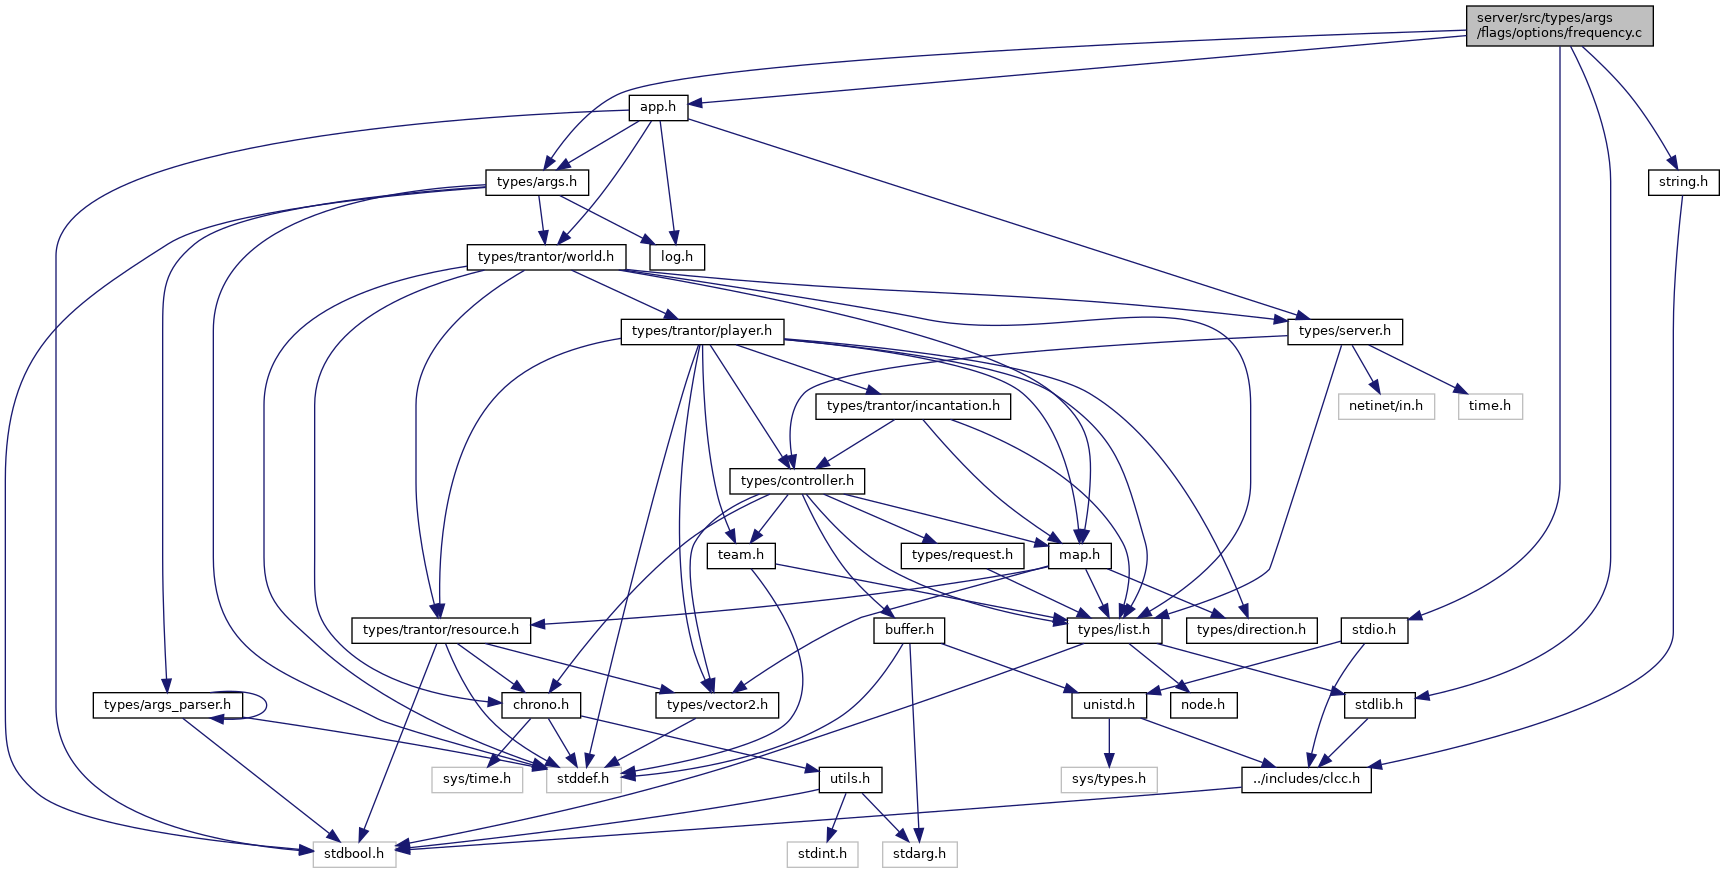 server/src/types/args
/flags/options/frequency.c
app.h
types/args.h
string.h
types/trantor/world.h
log.h
types/trantor/player.h
types/server.h
types/trantor/incantation.h
netinet/in.h
time.h
types/controller.h
team.h
types/request.h
map.h
types/trantor/resource.h
buffer.h
types/list.h
types/direction.h
stdio.h
types/args_parser.h
chrono.h
types/vector2.h
unistd.h
node.h
stdlib.h
sys/time.h
stddef.h
utils.h
sys/types.h
../includes/clcc.h
stdbool.h
stdint.h
stdarg.h